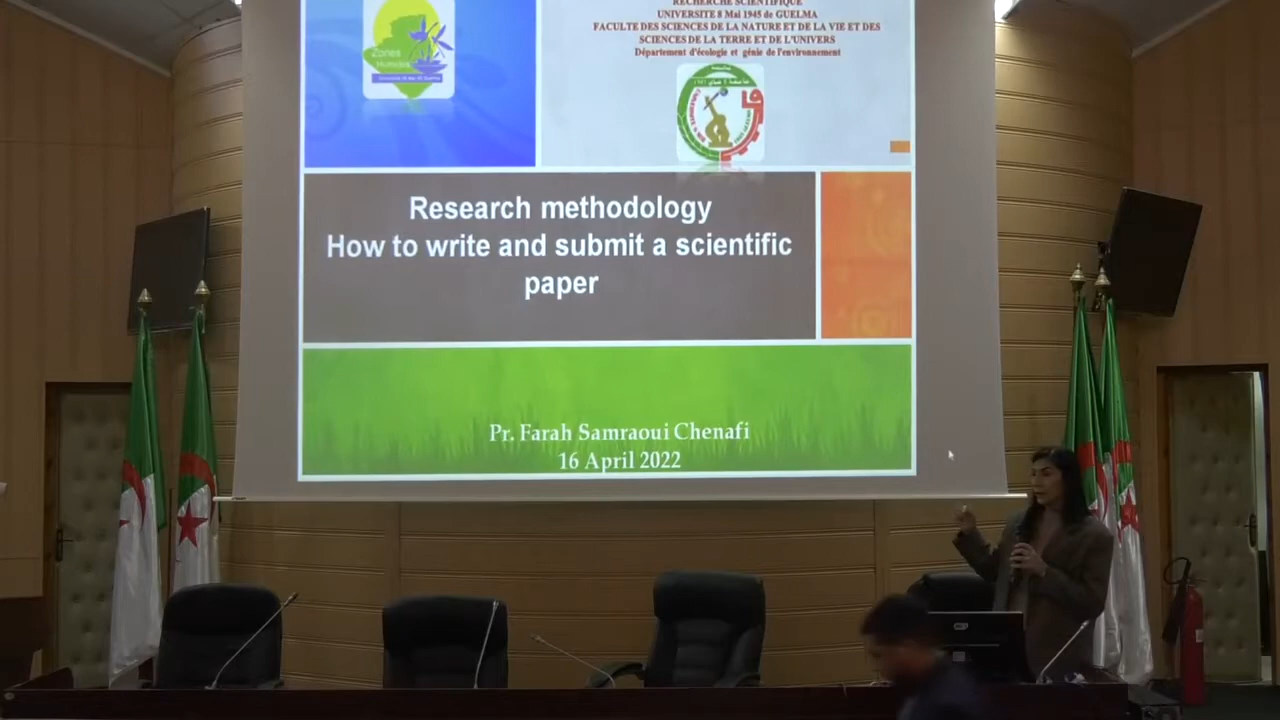 Zones
Humides
RECHERCHE SCIENTIFIQUE
UNIVERSITE 8 Mai 1945 de GUELMA
FACULTE DES SCIENCES DE LA NATURE ET DE LA VIE ET DES
SCIENCES DE LA TERRE ET DE L'UNIVERS
Département d'écologie et génie de l'environnement
Research methodology
How to write and submit a scientific
paper
Pr. Farah Samraoui Chenafi
16 April 2022